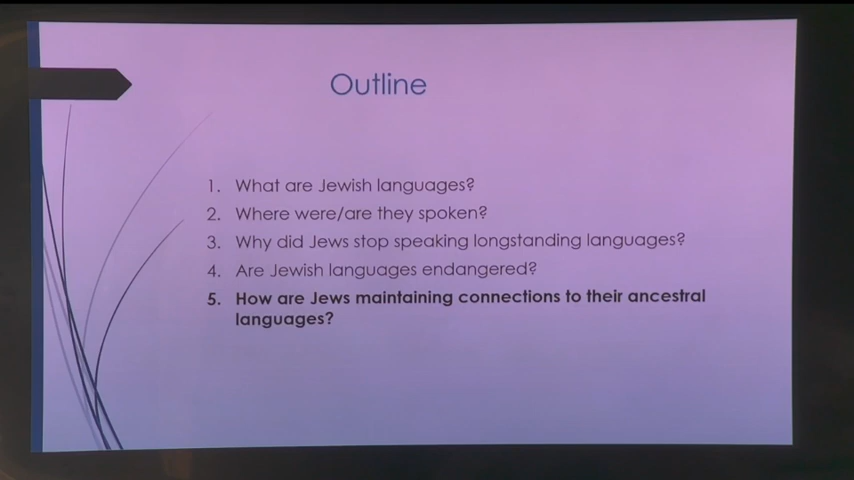 Outline
1. What are Jewish languages?
2. Where were/are they spoken?
3. Why did Jews stop speaking longstanding languages?
4. Are Jewish languages endangered?
5. How are Jews maintaining connections to their ancestral
languages?